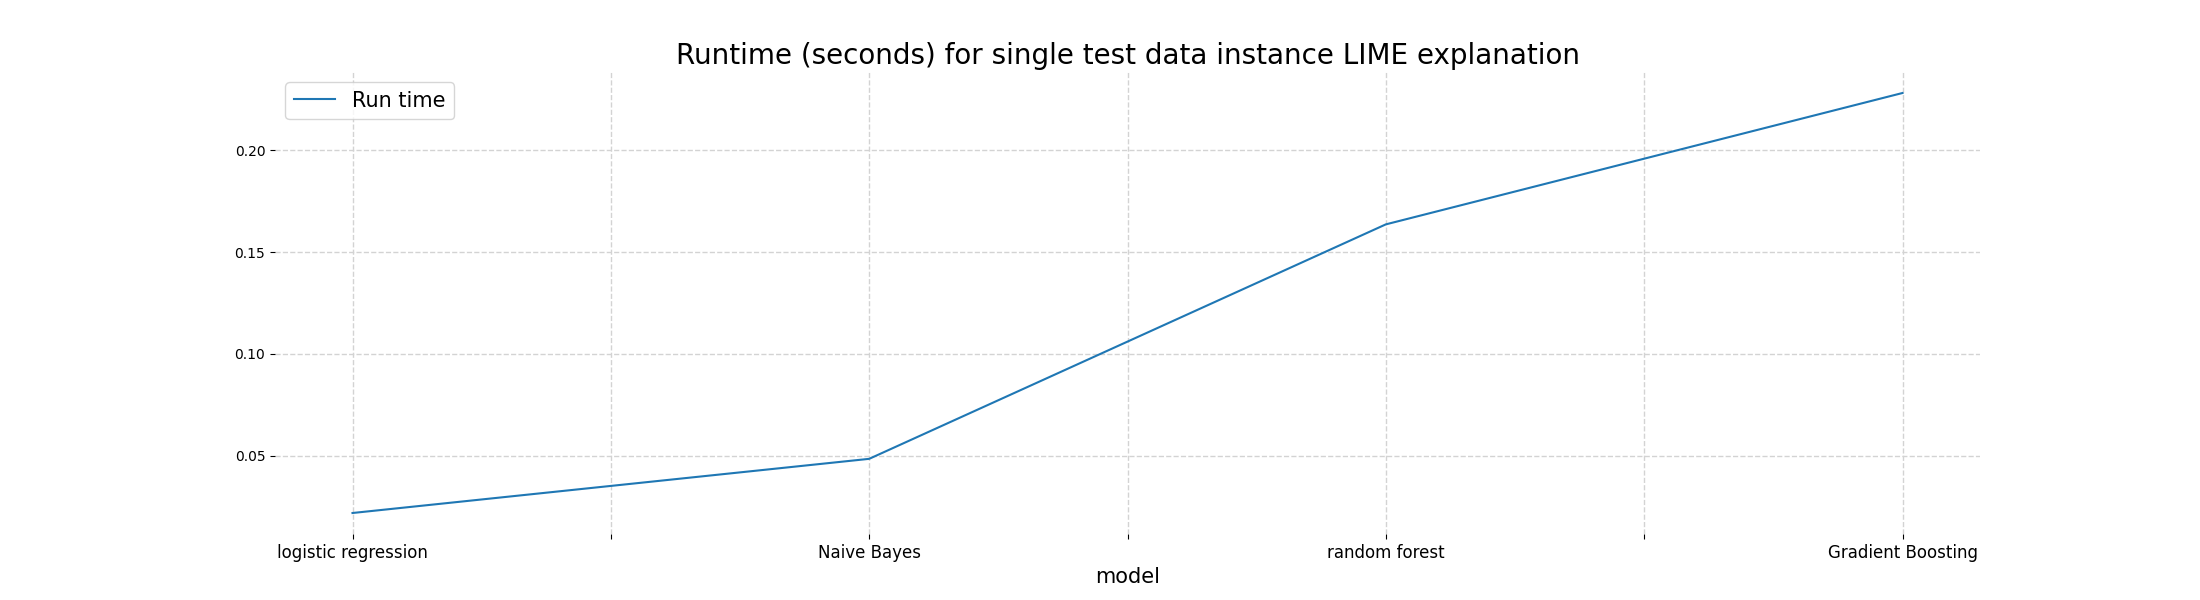 Runtime (seconds) for single test data instance LIME explanation
Run time
0.20
0.15
0.10
0.05
logistic regression
Naive Bayes
random forest
Gradient Boosting
model